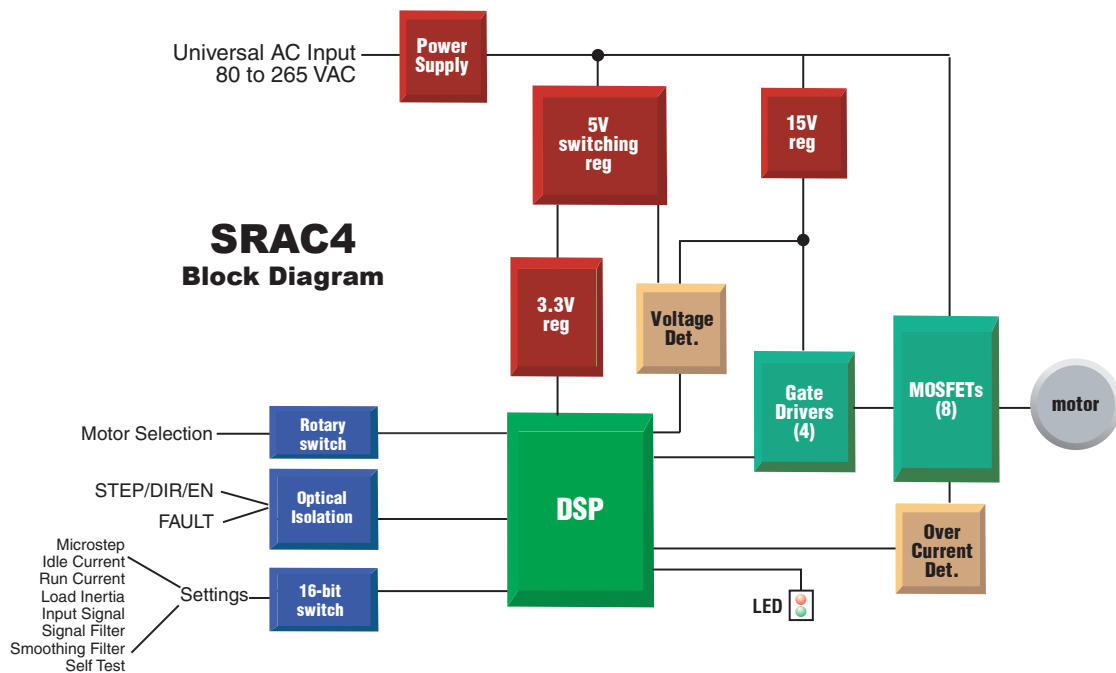 Universal AC Input
80 to 265 VAC
Power
Supply
5V
switching
reg
15V
reg
SRAC4
Block Diagram
3.3V
reg
Voltage
Det.
Gate
Drivers
(4)
MOSFETs
(8)
motor
Motor Selection
Rotary
switch
STEP/DIR/EN
FAULT
Optical
Isolation
DSP
Over
Current
Det.
Microstep
Idle Current
Run Current
Load Inertia
Input Signal
Signal Filter
Smoothing Filter
Self Test
Settings
16-bit
switch
LED